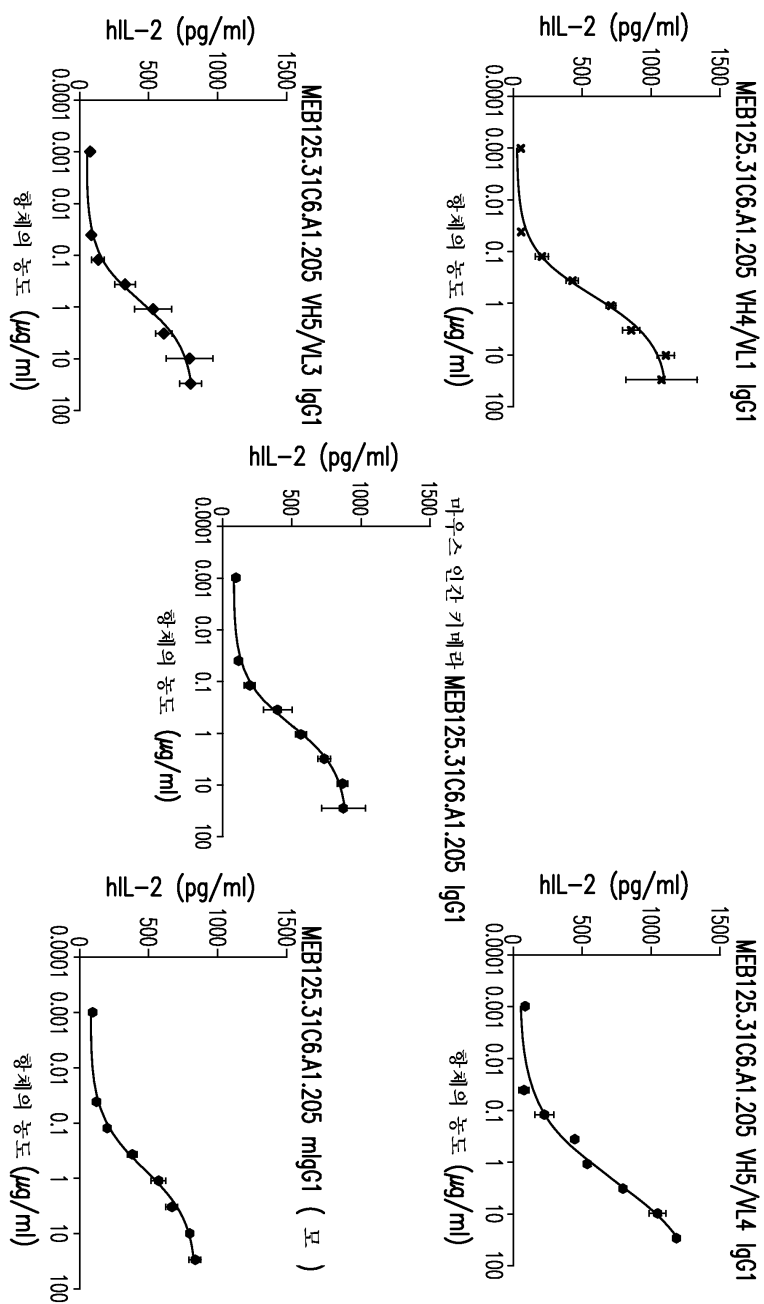 MEB125.31C6.A1.205 VH4/VL1 IgG1
hIL-2 (pg/ml)
1500
1000
500
0
0.0001 0.001 0.01 0.1 1 10 100
항체의 농도 (μg/ml)
MEB125.31C6.A1.205 VH5/VL4 IgG1
hIL-2 (pg/ml)
1500
1000
500
0
0.0001 0.001 0.01 0.1 1 10 100
항체의 농도 (μg/ml)
마우스 인간 키메라 MEB125.31C6.A1.205 IgG1
hIL-2 (pg/ml)
1500
1000
500
0
0.0001 0.001 0.01 0.1 1 10 100
항체의 농도 (μg/ml)
MEB125.31C6.A1.205 VH5/VL3 IgG1
hIL-2 (pg/ml)
1500
1000
500
0
0.0001 0.001 0.01 0.1 1 10 100
항체의 농도 (μg/ml)
MEB125.31C6.A1.205 mIgG1 ( 모 )
hIL-2 (pg/ml)
1500
1000
500
0
0.0001 0.001 0.01 0.1 1 10 100
항체의 농도 (μg/ml)